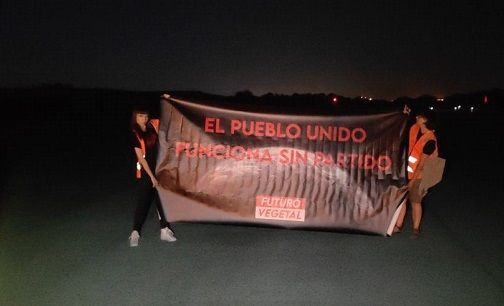 EL PUEBLO UNIDO
FUNCIONA SIN PARTIDO
FUTURO
VEGETAL